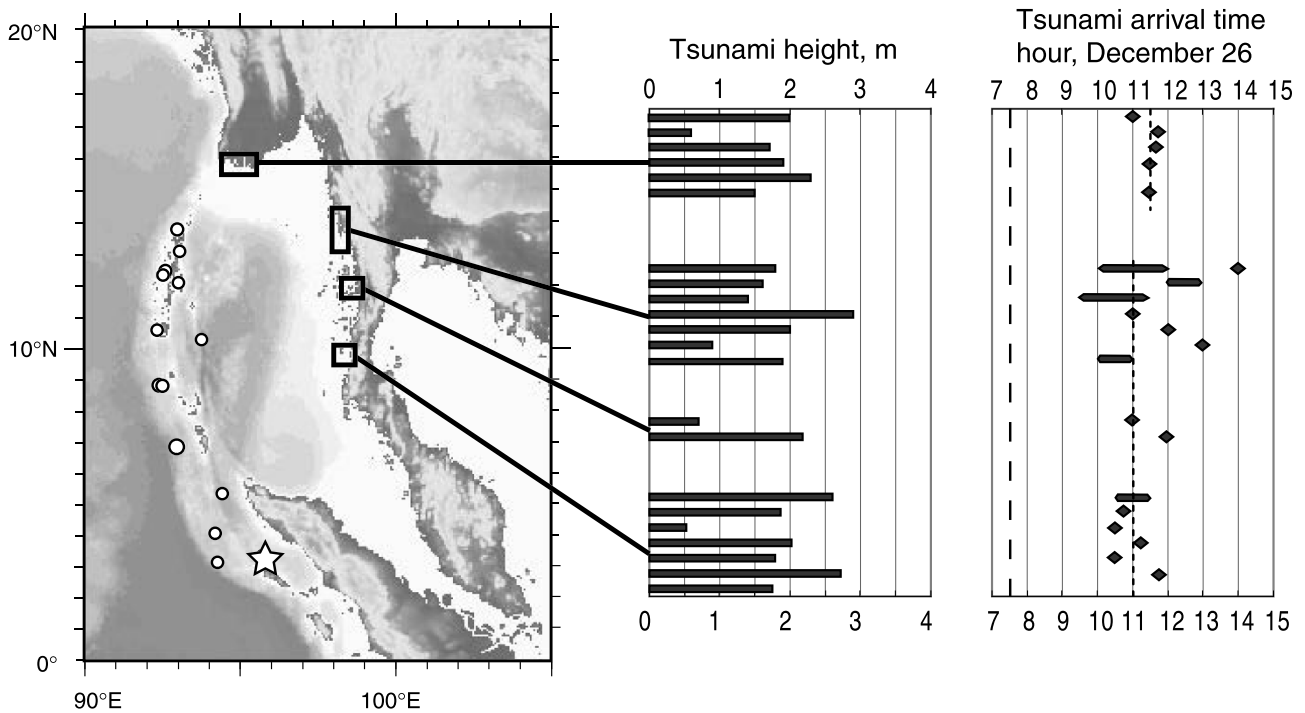 20°N
10°N
0°
90°E
100°E
Tsunami height, m
0 1 2 3 4
0 1 2 3 4
Tsunami arrival time
hour, December 26
7 8 9 10 11 12 13 14 15
7 8 9 10 11 12 13 14 15